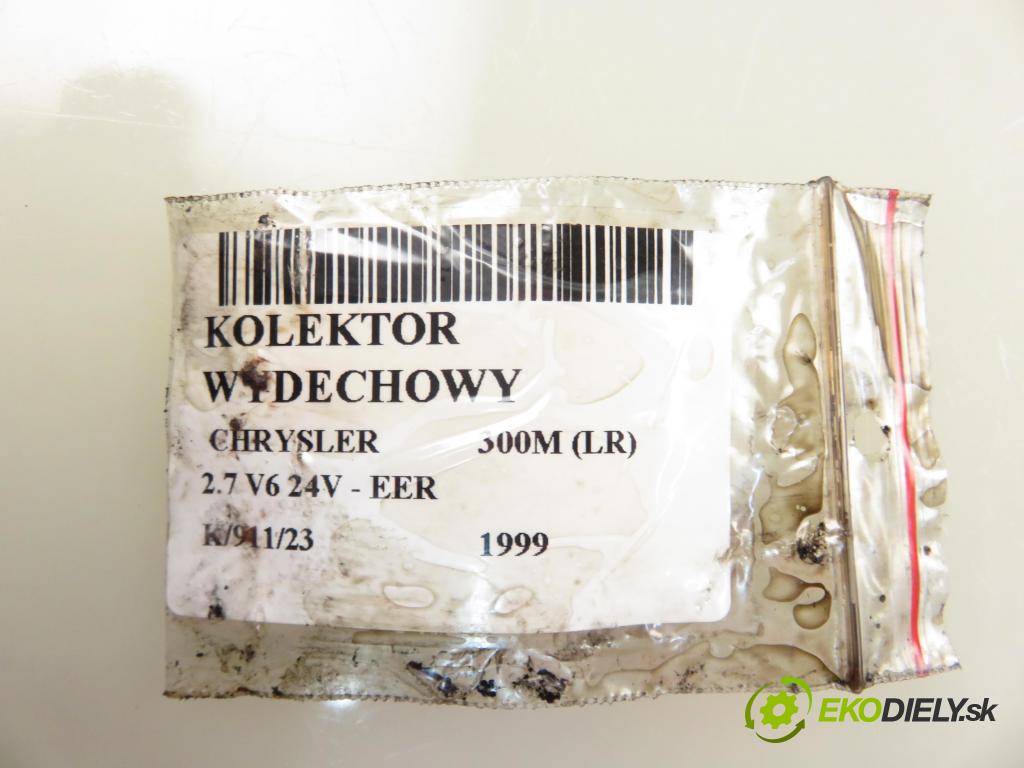 KOLEKTOR
WYDECHOWY
CHRYSLER 300M (LR)
2.7 V6 24V - EER
K/911/23 1999
EKODIELY.sk